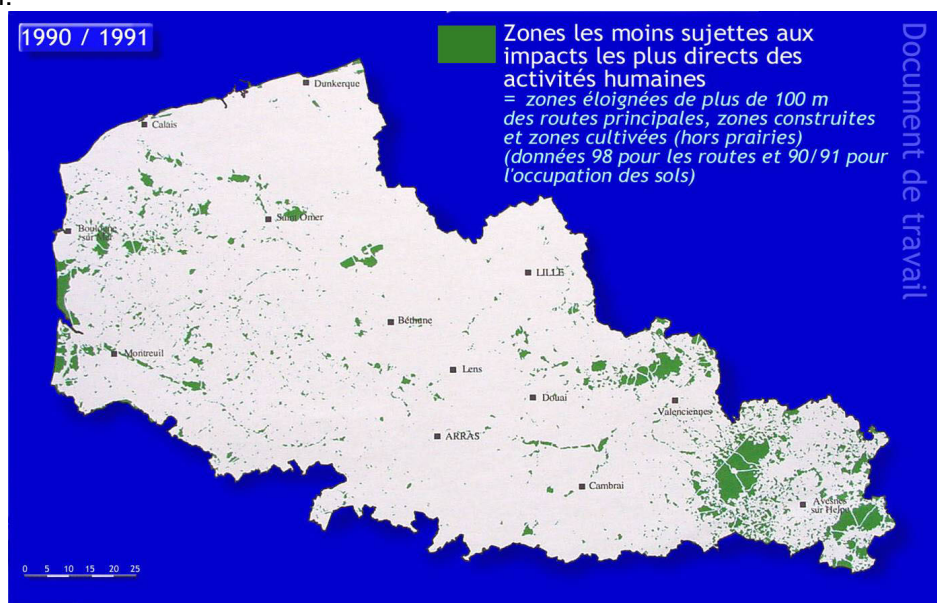 1990 / 1991
Zones les moins sujettes aux
impacts les plus directs des
activités humaines
= zones éloignées de plus de 100 m
des routes principales, zones construites
et zones cultivées (hors prairies)
(données 98 pour les routes et 90/91 pour
l'occupation des sols)
Document de travail
Dunkerque
Calais
Saint Omer
Boulogne
sur Mer
LILLE
Béthune
Montreuil
Lens
Douai
Valenciennes
ARRAS
Cambrai
Avesnes
sur Helpe
0 5 10 15 20 25